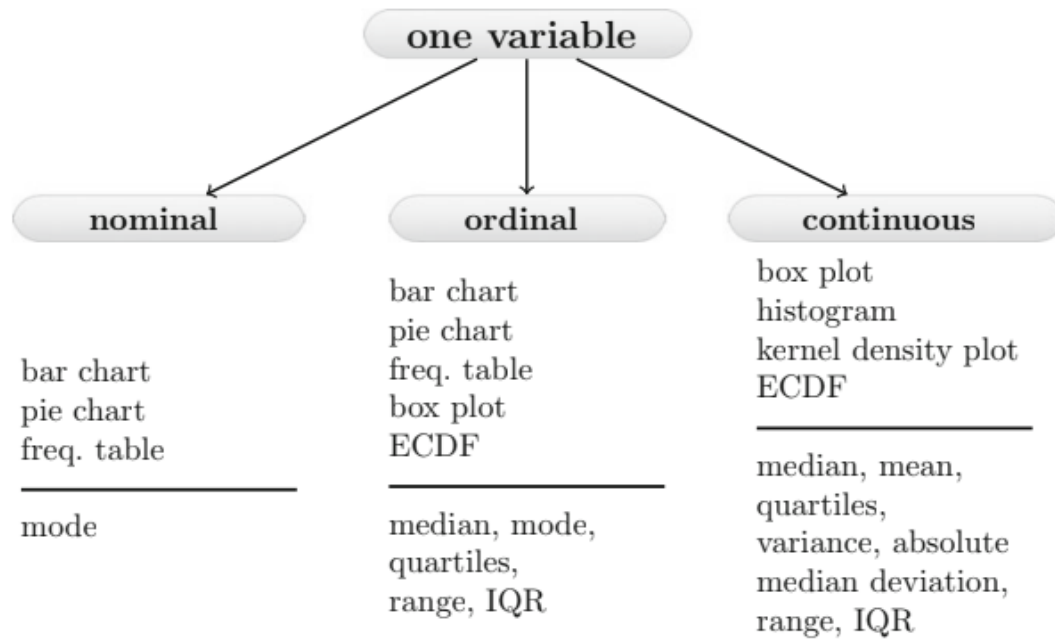 one variable
nominal
bar chart
pie chart
freq. table
mode
ordinal
bar chart
pie chart
freq. table
box plot
ECDF
median, mode,
quartiles,
range, IQR
continuous
box plot
histogram
kernel density plot
ECDF
median, mean,
quartiles,
variance, absolute
median deviation,
range, IQR